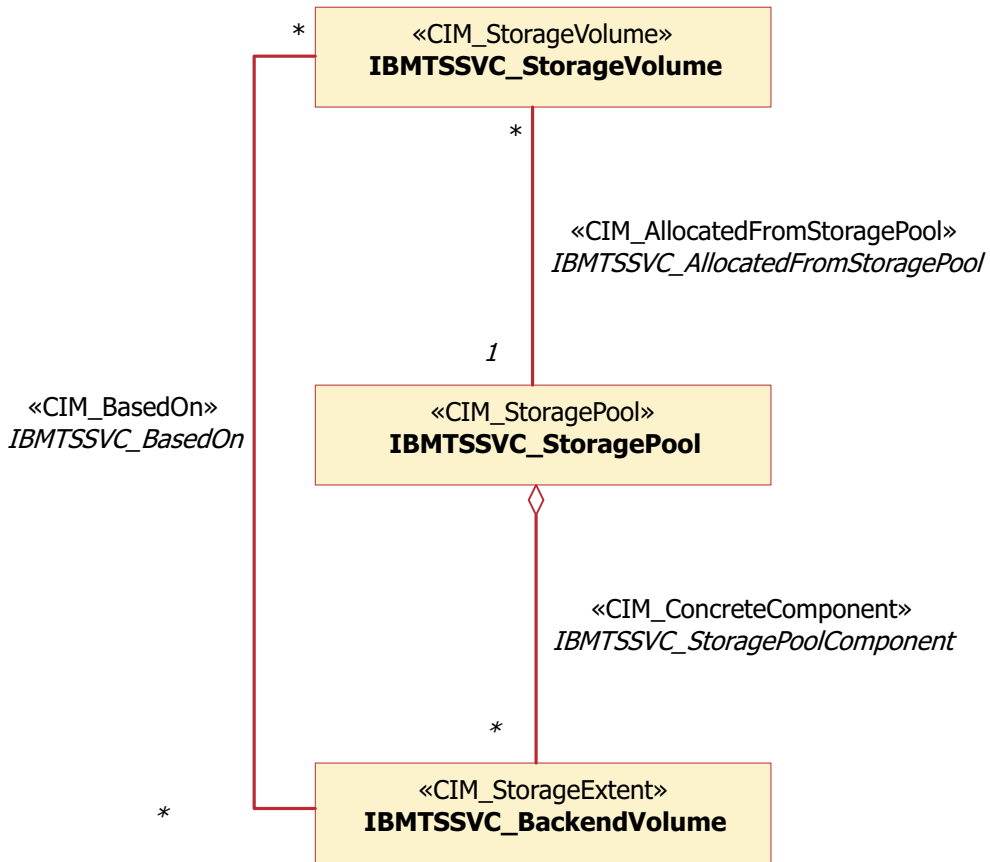 *
«CIM_StorageVolume»
IBMTSSVC_StorageVolume
*
«CIM_AllocatedFromStoragePool»
IBMTSSVC_AllocatedFromStoragePool
1
«CIM_BasedOn»
IBMTSSVC_BasedOn
«CIM_StoragePool»
IBMTSSVC_StoragePool
«CIM_ConcreteComponent»
IBMTSSVC_StoragePoolComponent
*
«CIM_StorageExtent»
IBMTSSVC_BackendVolume
*